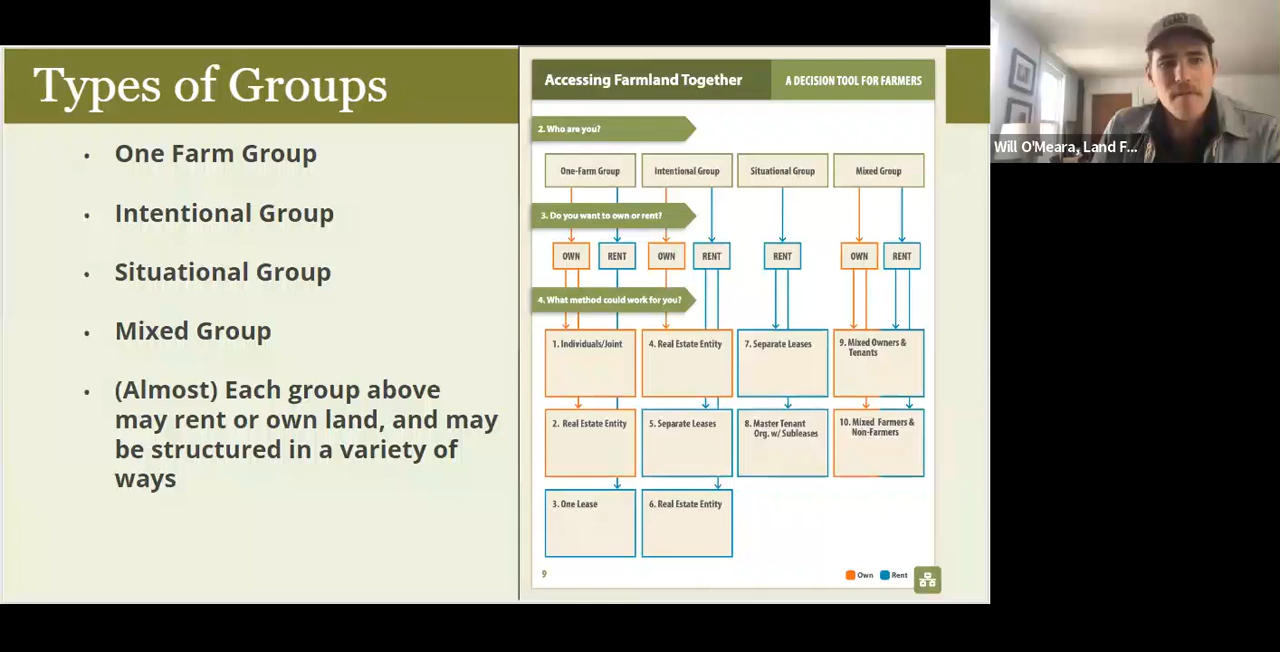 Types of Groups
• One Farm Group
• Intentional Group
• Situational Group
• Mixed Group
• (Almost) Each group above
may rent or own land, and may
be structured in a variety of
ways
Accessing Farmland Together
A DECISION TOOL FOR FARMERS
2. Who are you?
One-Farm Group
Intentional Group
Situational Group
Mixed Group
3. Do you want to own or rent?
OWN
RENT
OWN
RENT
RENT
OWN
RENT
4. What method could work for you?
1. Individuals/Joint
4. Real Estate Entity
7. Separate Leases
9. Mixed Owners &
Tenants
2. Real Estate Entity
5. Separate Leases
8. Master Tenant
Org. w/ Subleases
10. Mixed Farmers &
Non-Farmers
3. One Lease
6. Real Estate Entity
9
Own
Rent
Will O'Meara, Land F...